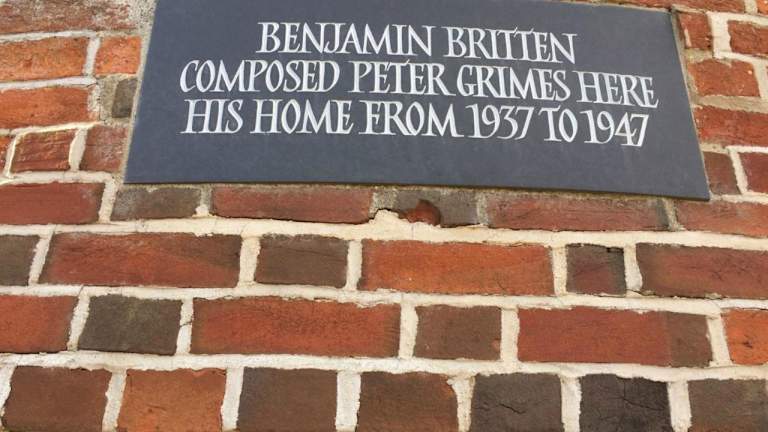 BENJAMIN BRITTEN
COMPOSED PETER GRIMES HERE
HIS HOME FROM 1937 TO 1947